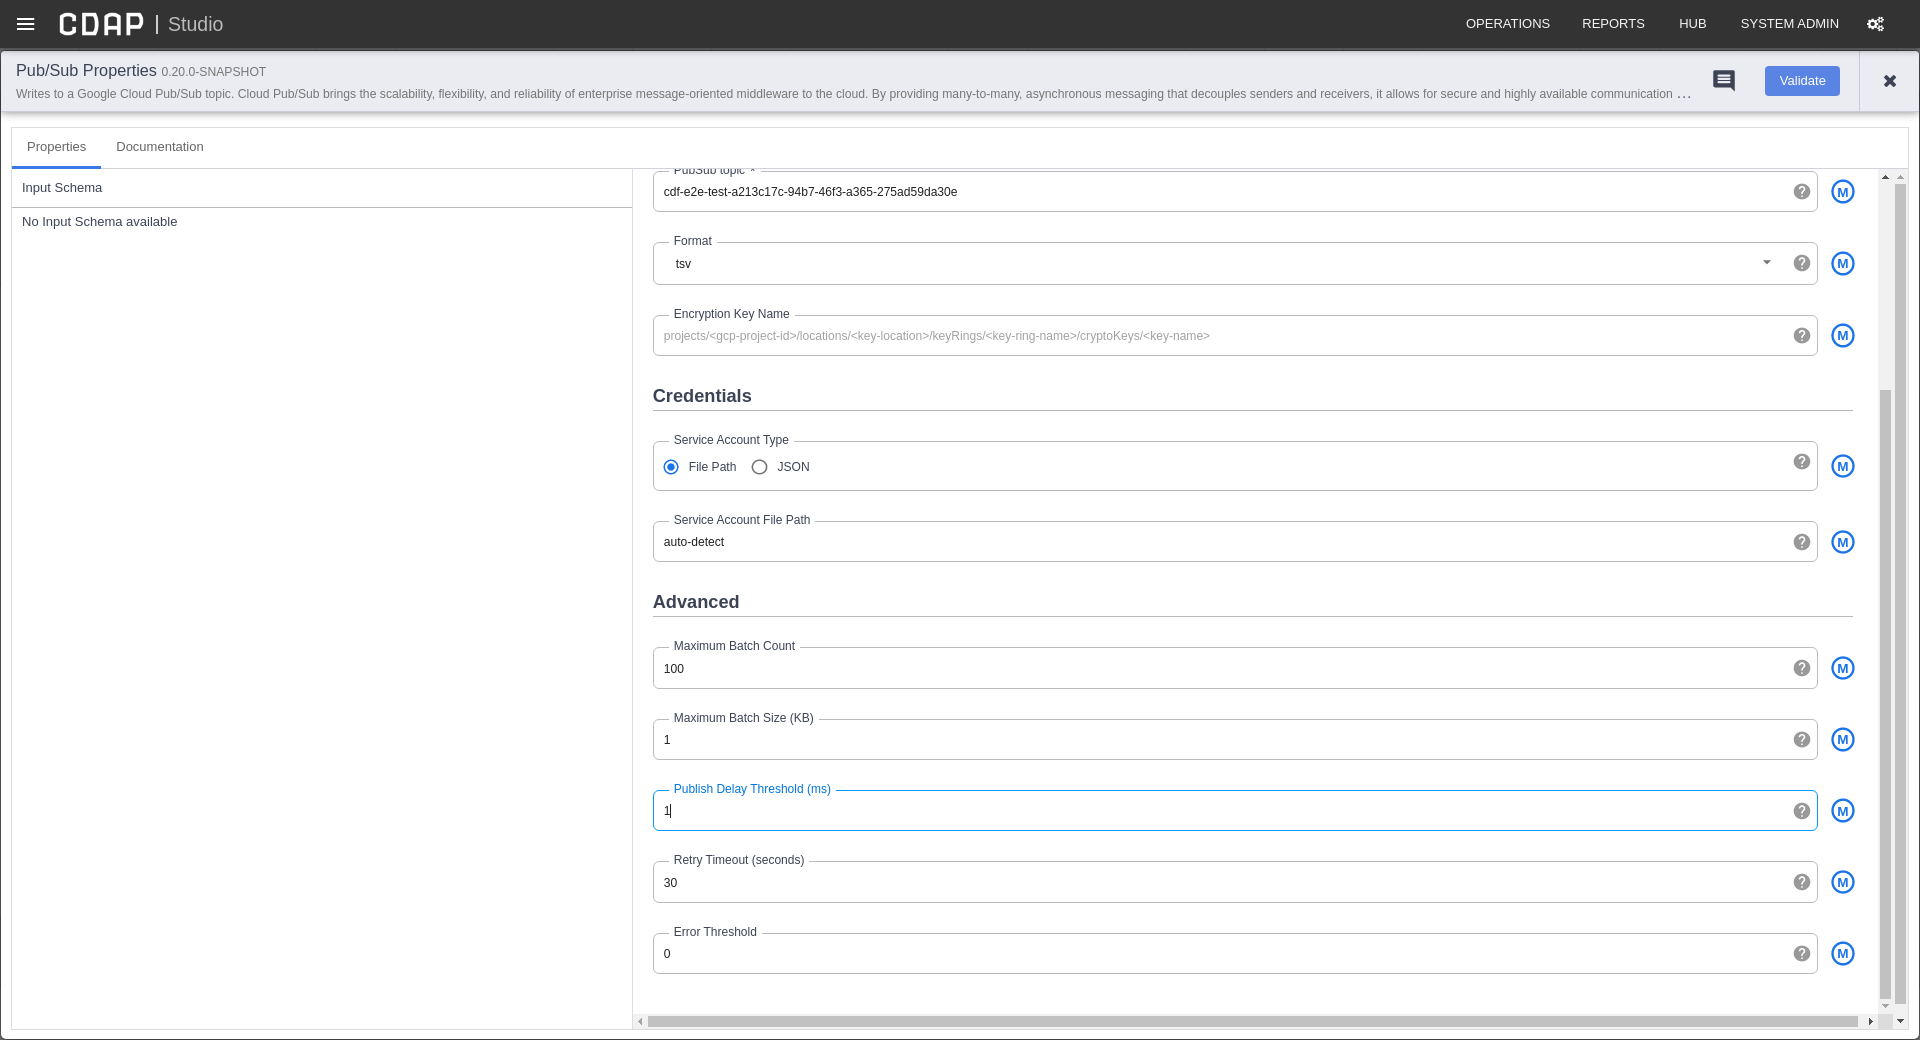 CDAP | Studio
OPERATIONS REPORTS HUB SYSTEM ADMIN
Pub/Sub Properties 0.20.0-SNAPSHOT
Writes to a Google Cloud Pub/Sub topic. Cloud Pub/Sub brings the scalability, flexibility, and reliability of enterprise message-oriented middleware to the cloud. By providing many-to-many, asynchronous messaging that decouples senders and receivers, it allows for secure and highly available communication ...
Validate
Properties Documentation
Input Schema
No Input Schema available
PubSub topic *
cdf-e2e-test-a213c17c-94b7-46f3-a365-275ad59da30e
M
Format
tsv
M
Encryption Key Name
projects/<gcp-project-id>/locations/<key-location>/keyRings/<key-ring-name>/cryptoKeys/<key-name>
M
Credentials
Service Account Type
File Path JSON
M
Service Account File Path
auto-detect
M
Advanced
Maximum Batch Count
100
M
Maximum Batch Size (KB)
1
M
Publish Delay Threshold (ms)
1
M
Retry Timeout (seconds)
30
M
Error Threshold
0
M